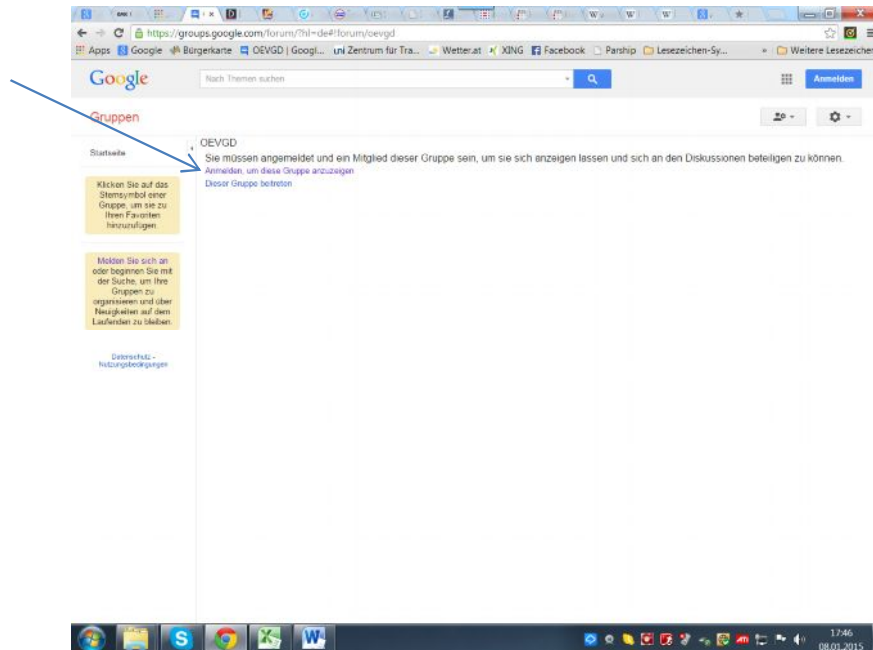 https://groups.google.com/forum/?hl=de#!forum/oevgd
Apps Google Bürgerkarte OEVGD | Googl... Zentrum für Tra... Wetter.at XING Facebook Parship Lesezeichen-Sy... » Weitere Lesezeichen
Google Nach Themen suchen Anmelden
Gruppen
Startseite
OEVGD
Sie müssen angemeldet und ein Mitglied dieser Gruppe sein, um sie sich anzeigen lassen und sich an den Diskussionen beteiligen zu können.
Anmelden, um diese Gruppe anzuzeigen
Dieser Gruppe beitreten
Klicken Sie auf das
Sternsymbol einer
Gruppe, um sie zu
Ihren Favoriten
hinzuzufügen
Melden Sie sich an
oder beginnen Sie mit
der Suche, um Ihre
Gruppen zu
organisieren und über
Neuigkeiten auf dem
Laufenden zu bleiben.
Datenschutz -
Nutzungsbedingungen
17:46
08.01.2015